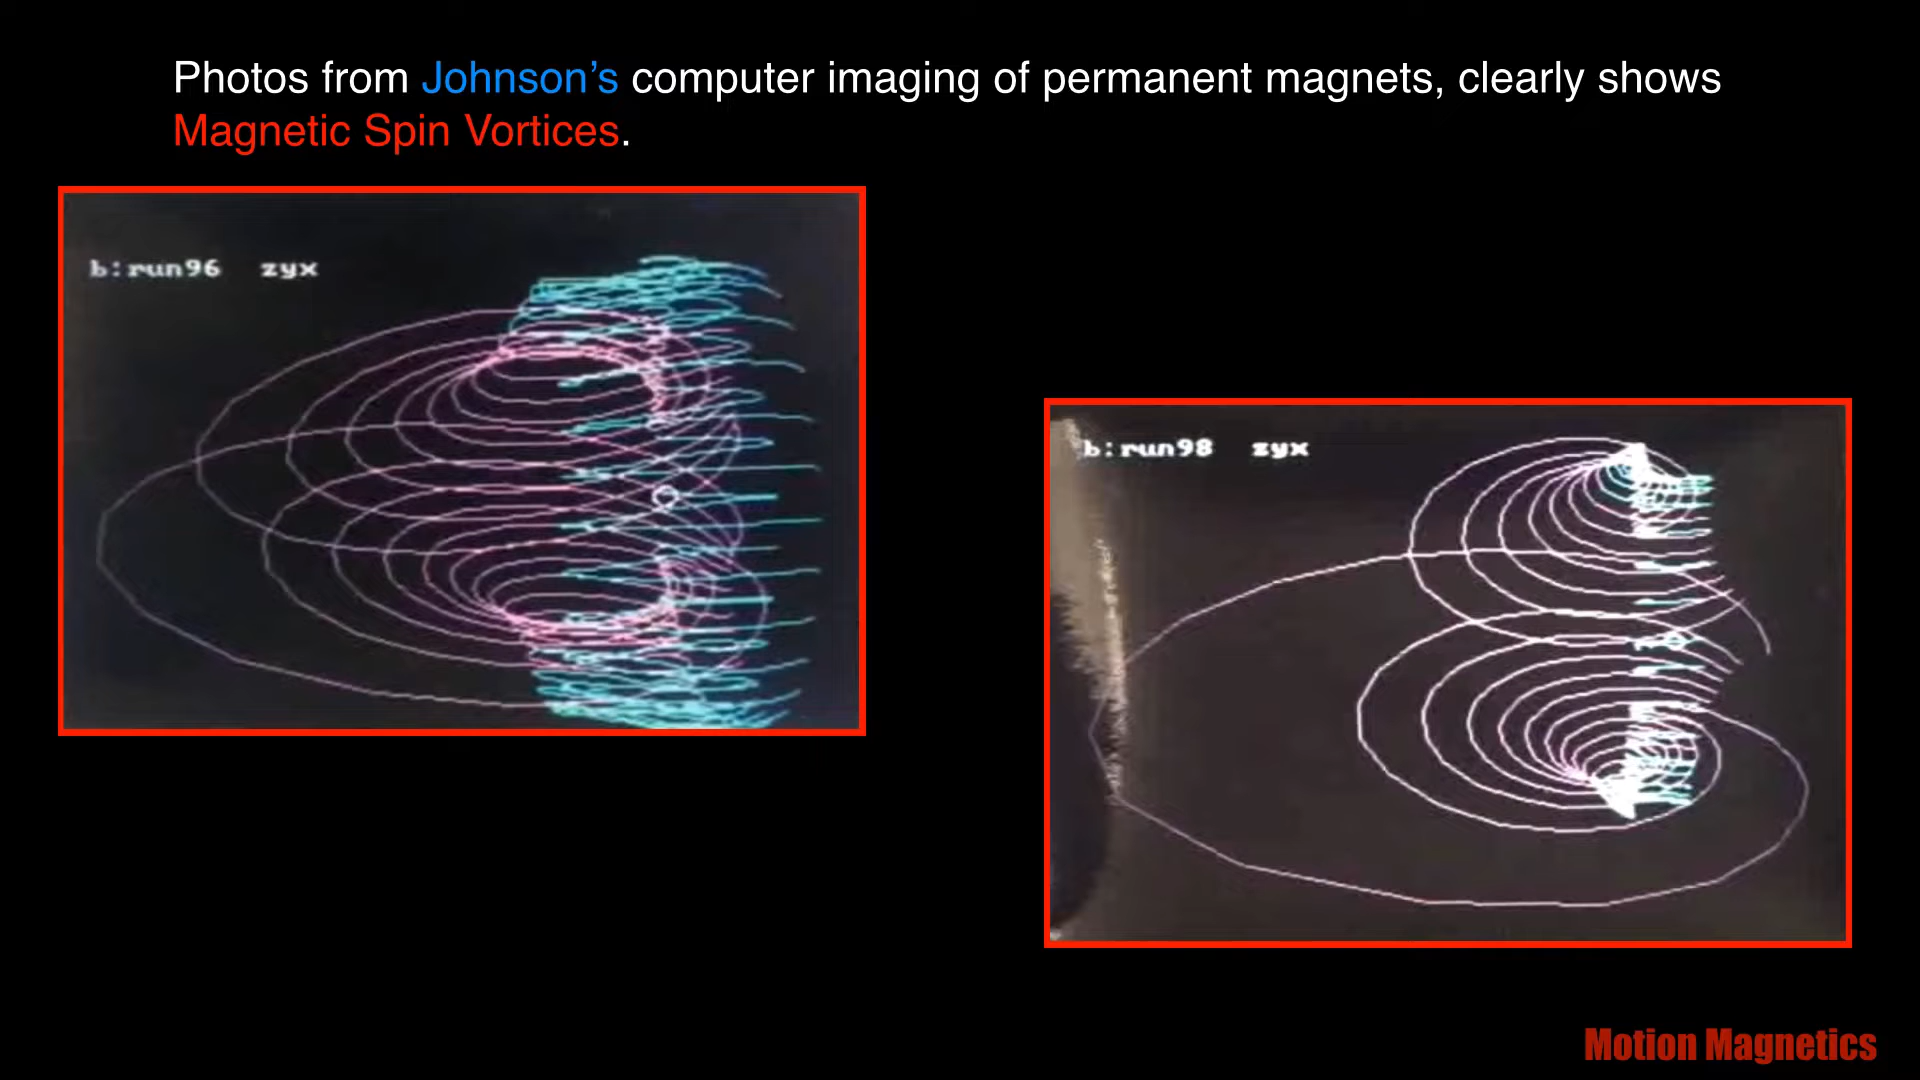 Photos from Johnson’s computer imaging of permanent magnets, clearly shows
Magnetic Spin Vortices.
b:run96 zyx
b:run98 zyx
Motion Magnetics